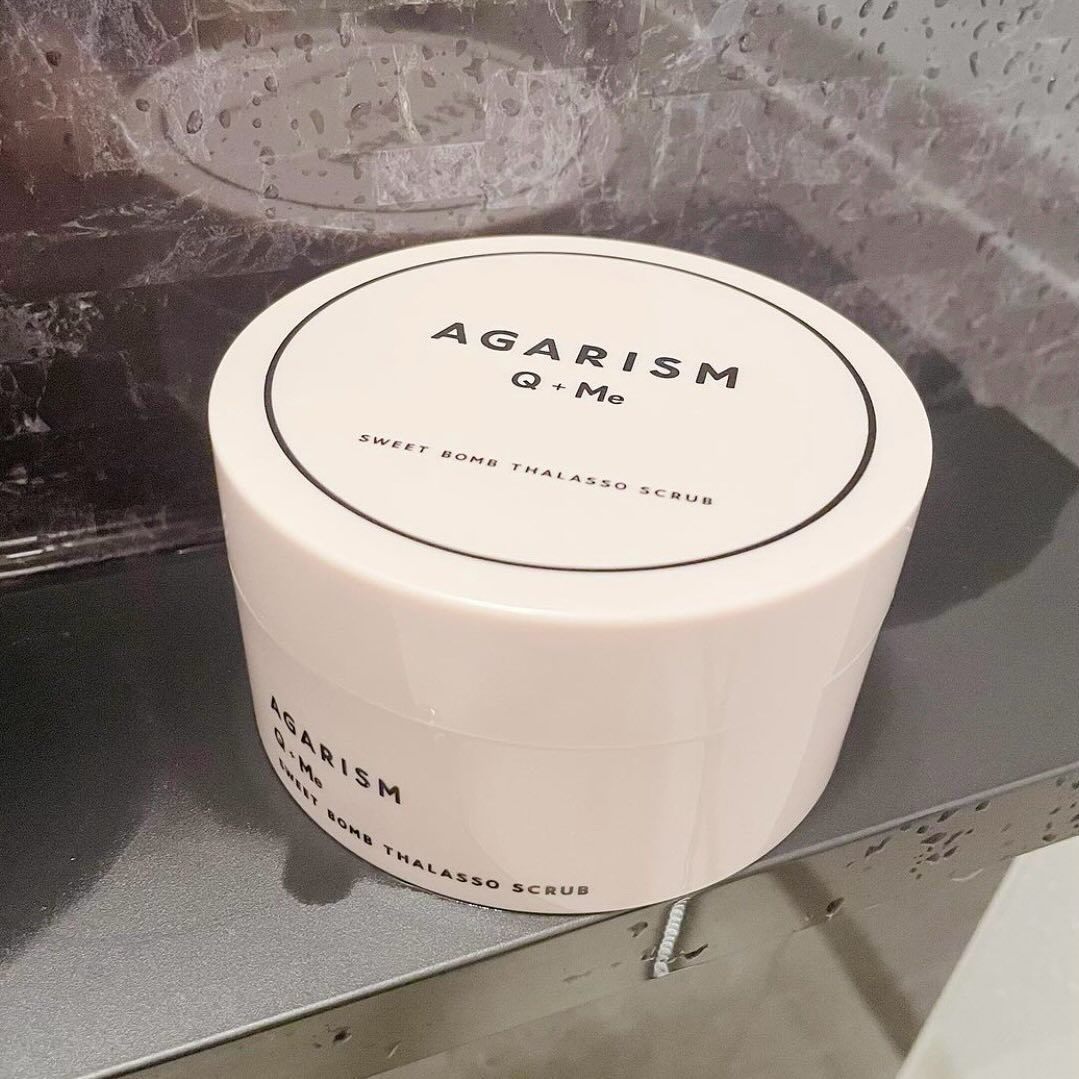 AGARISM
Q + Me
SWEET BOMB THALASSO SCRUB
AGARISM
Q + Me
SWEET BOMB THALASSO SCRUB